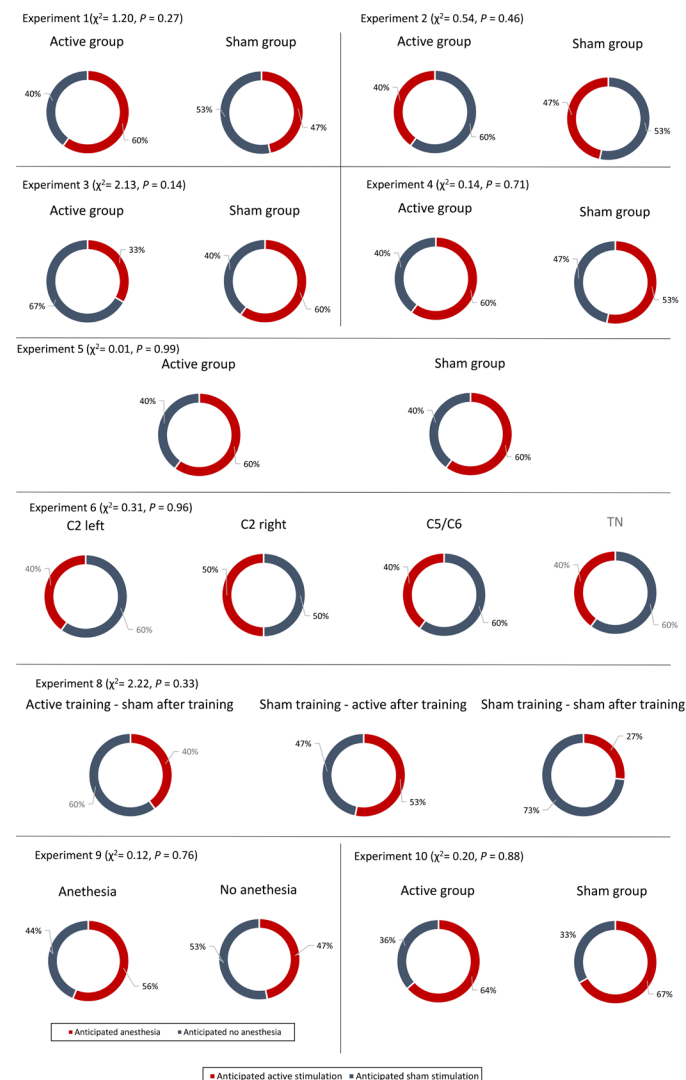 Experiment 1(χ²= 1.20, P = 0.27)
Active group
Sham group
40%
60%
53%
47%
Experiment 2 (χ²= 0.54, P = 0.46)
Active group
Sham group
40%
60%
47%
53%
Experiment 3 (χ²= 2.13, P = 0.14)
Active group
Sham group
33%
67%
40%
60%
Experiment 4 (χ²= 0.14, P = 0.71)
Active group
Sham group
40%
60%
47%
53%
Experiment 5 (χ²= 0.01, P = 0.99)
Active group
Sham group
40%
60%
40%
60%
Experiment 6 (χ²= 0.31, P = 0.96)
C2 left
C2 right
C5/C6
TN
40%
60%
50%
50%
40%
60%
40%
60%
Experiment 8 (χ²= 2.22, P = 0.33)
Active training - sham after training
Sham training - active after training
Sham training - sham after training
40%
60%
47%
53%
27%
73%
Experiment 9 (χ²= 0.12, P = 0.76)
Anethesia
No anethesia
44%
56%
53%
47%
Anticipated anesthesia
Anticipated no anesthesia
Experiment 10 (χ²= 0.20, P = 0.88)
Active group
Sham group
36%
64%
33%
67%
Anticipated active stimulation
Anticipated sham stimulation